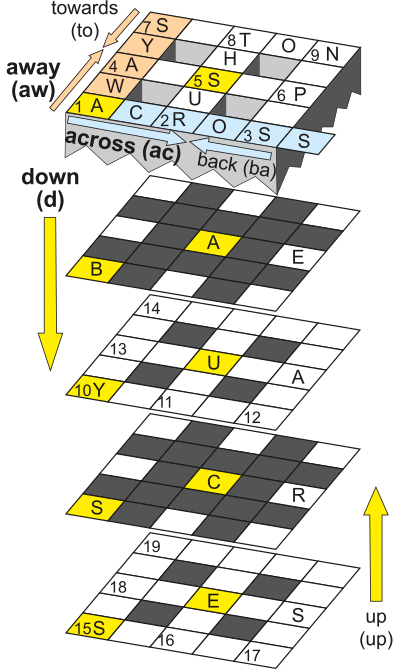 towards
(to)
away
(aw)
7 S 8 T O 9 N
Y H
4 A 5 S
W U 6 P
1 A C 2 R O 3 S S
across (ac)
back (ba)
down
(d)
A E
B
14
13 U A
10 Y 11 12
C R
S
19
18 E S
15 S 16 17
up
(up)